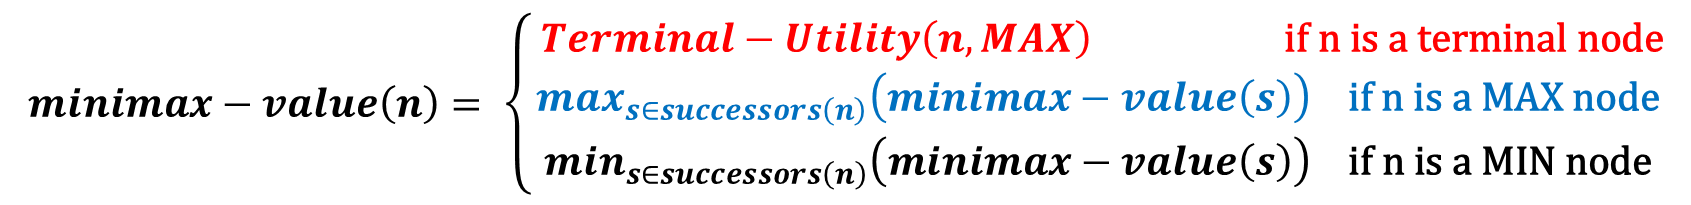 Terminal − Utility(n, MAX) if n is a terminal node
minimax − value(n) = { max_{s∈successors(n)}(minimax − value(s)) if n is a MAX node
min_{s∈successors(n)}(minimax − value(s)) if n is a MIN node